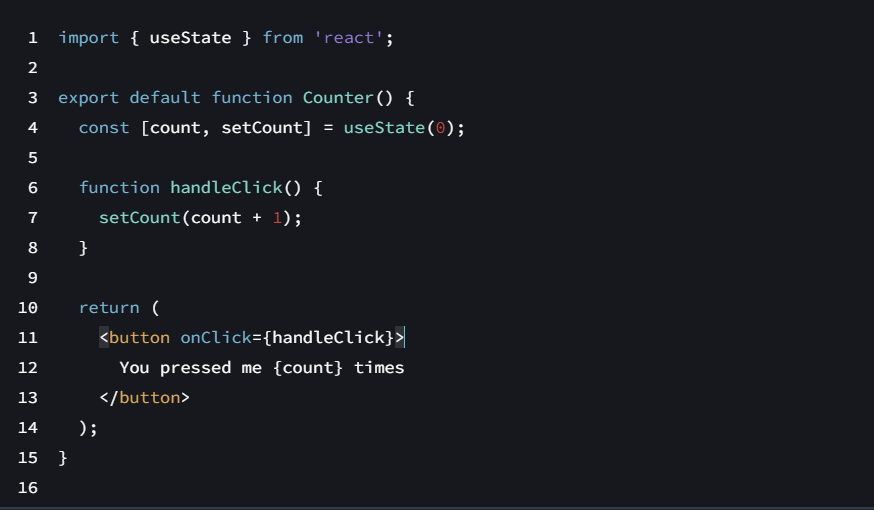 1 import { useState } from 'react';
2
3 export default function Counter() {
4   const [count, setCount] = useState(0);
5
6   function handleClick() {
7     setCount(count + 1);
8   }
9
10   return (
11     <button onClick={handleClick}>
12       You pressed me {count} times
13     </button>
14   );
15 }
16